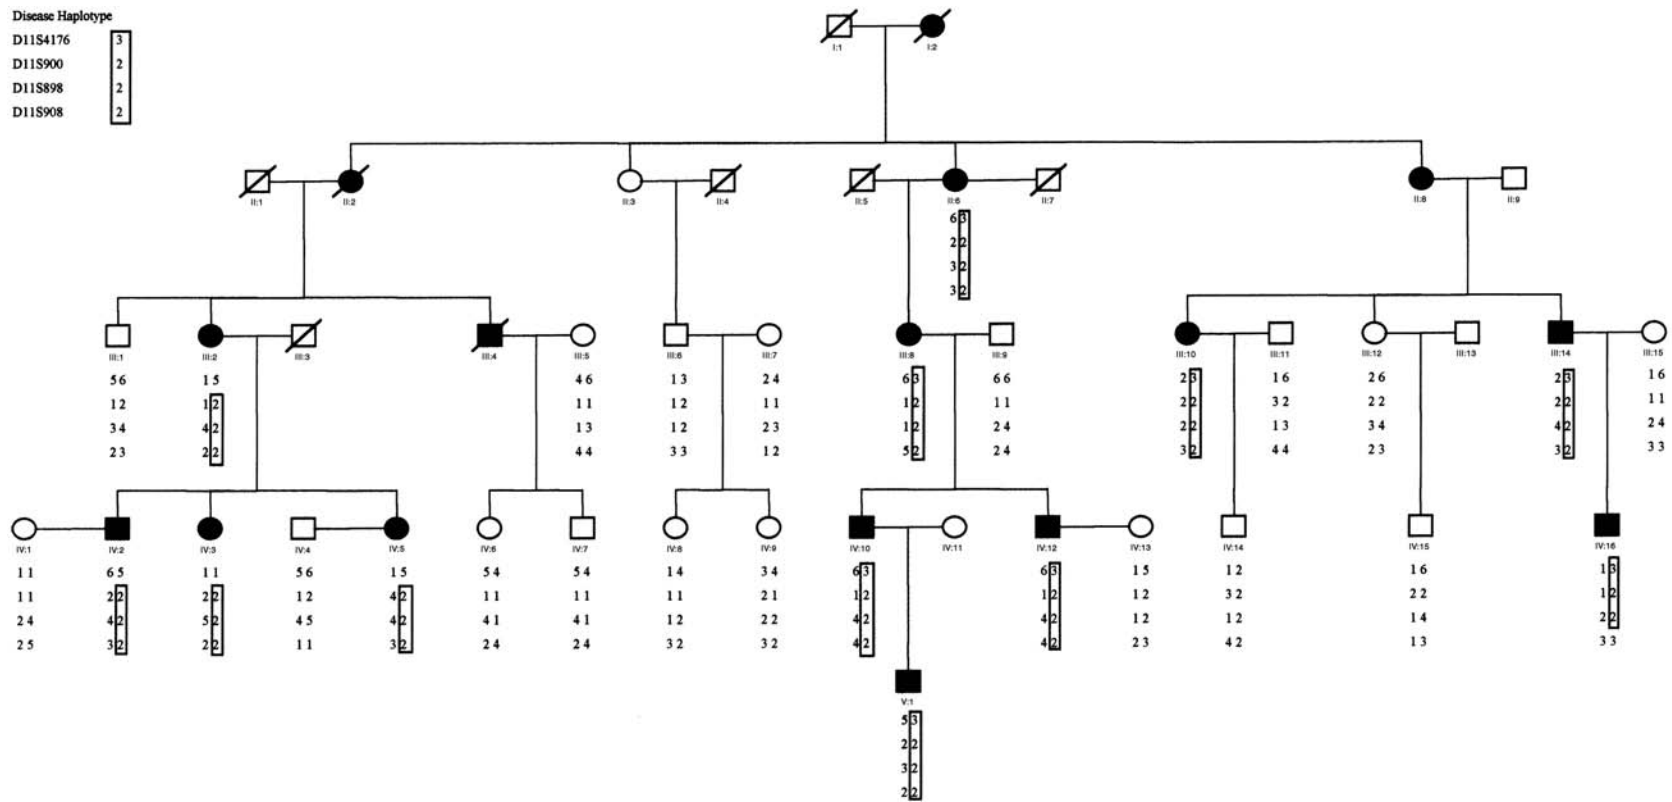 Disease Haplotype
D11S4176 3
D11S900 2
D11S898 2
D11S908 2
I:1 I:2
II:1 II:2 II:3 II:4 II:5 II:6 II:7 II:8 II:9
6 3
2 2
3 2
3 2
III:1 III:2 III:3 III:4 III:5 III:6 III:7 III:8 III:9 III:10 III:11 III:12 III:13 III:14 III:15
5 6 1 5 4 6 1 3 2 4 6 3 6 6 2 3 1 6 2 6 2 3 1 6
1 2 1 2 1 1 1 2 1 1 1 2 1 1 2 2 3 2 2 2 2 2 1 1
3 4 4 2 1 3 1 2 2 3 1 2 2 4 2 2 1 3 3 4 4 2 2 4
2 3 2 2 4 4 3 3 1 2 5 2 2 4 3 2 4 4 2 3 3 2 3 3
IV:1 IV:2 IV:3 IV:4 IV:5 IV:6 IV:7 IV:8 IV:9 IV:10 IV:11 IV:12 IV:13 IV:14 IV:15 IV:16
1 1 6 5 1 1 5 6 1 5 5 4 5 4 1 4 3 4 6 3 6 3 1 5 1 2 1 6 1 3
1 1 2 2 2 2 1 2 4 2 1 1 1 1 1 1 2 1 1 2 1 2 1 2 3 2 2 2 1 2
2 4 4 2 5 2 4 5 4 2 4 1 4 1 1 2 2 2 4 2 4 2 1 2 1 2 1 4 2 2
2 5 3 2 2 2 1 1 3 2 2 4 2 4 3 2 3 2 4 2 4 2 2 3 4 2 1 3 3 3
V:1
5 3
2 2
3 2
2 2